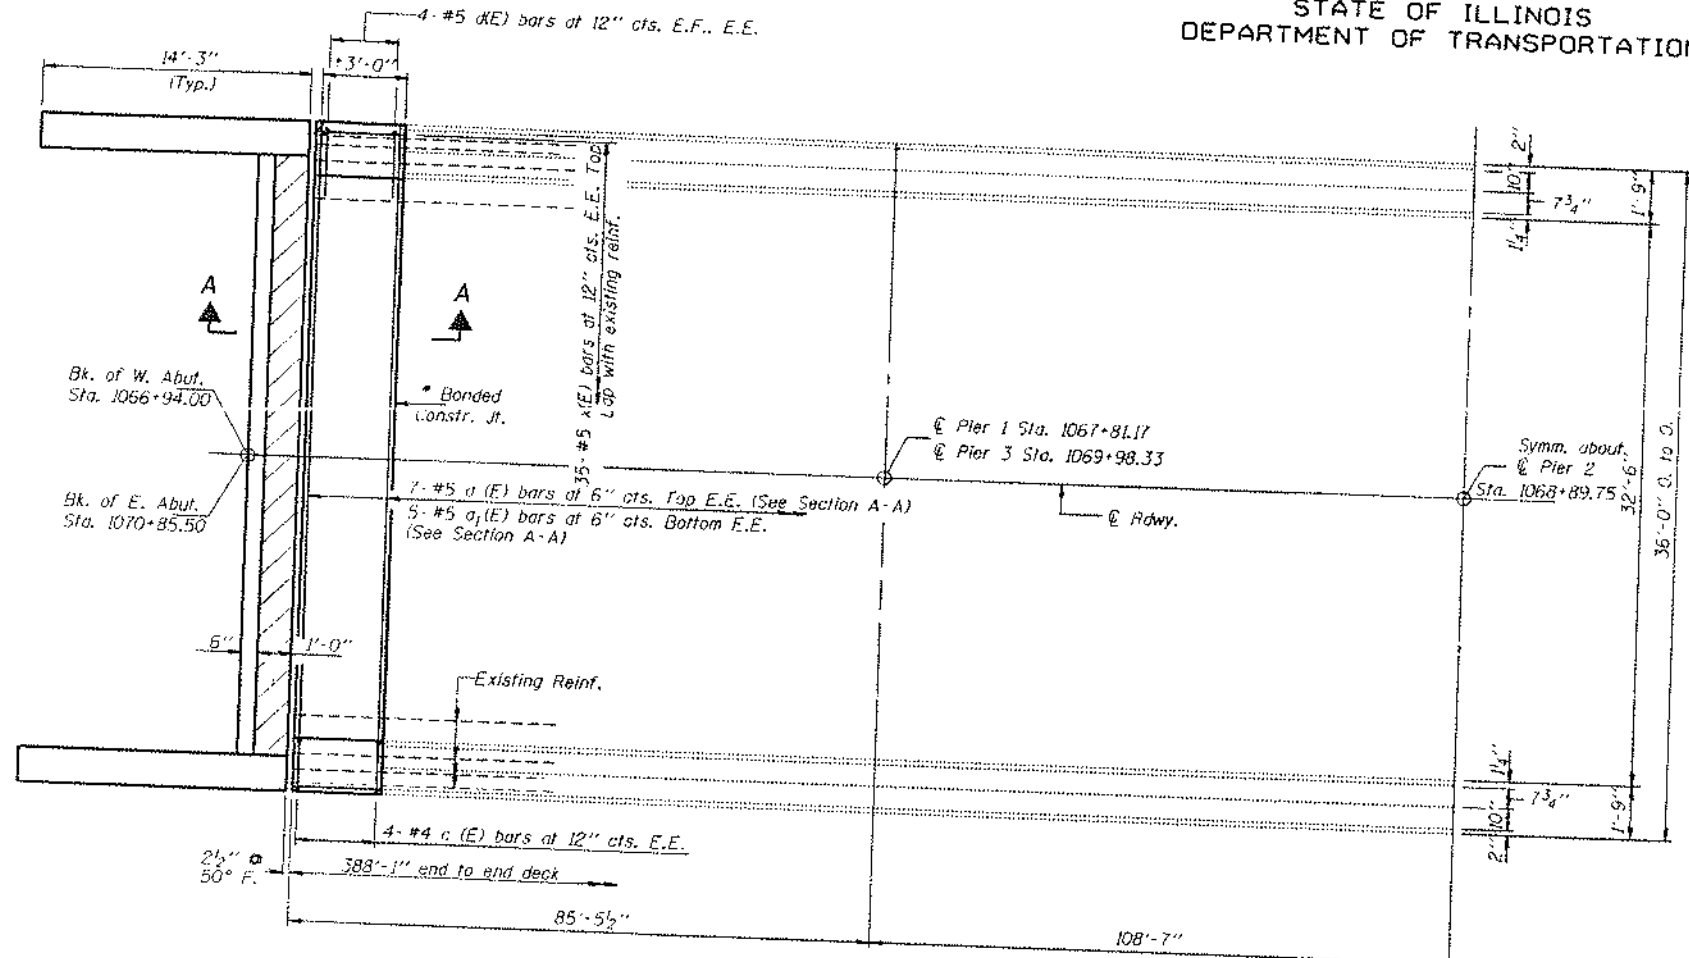 STATE OF ILLINOIS
DEPARTMENT OF TRANSPORTATION
4- #5 d(E) bars at 12" cts. E.F., E.E.
14'-3"
(Typ.)
3'-0"
35- #5 x(E) bars at 12" cts. E.E. Top
Lap with existing reinf.
2"
10"
7¾"
1¼"
1'-9"
A
A
Bk. of W. Abut.
Sta. 1066+94.00
* Bonded
Constr. Jt.
Bk. of E. Abut.
Sta. 1070+85.50
₵ Pier 1 Sta. 1067+81.17
₵ Pier 3 Sta. 1069+98.33
Symm. about
₵ Pier 2
Sta. 1068+89.75
32'-6"
36'-0" O. to O.
7- #5 a (E) bars at 6" cts. Top E.E. (See Section A-A)
5- #5 a₁(E) bars at 6" cts. Bottom E.E.
(See Section A-A)
₵ Rdwy.
6"
1'-0"
Existing Reinf.
1¼"
7¾"
10"
2"
1'-9"
4- #4 c (E) bars at 12" cts. E.E.
2½" @
50° F.
388'-1" end to end deck
85'-5½"
108'-7"